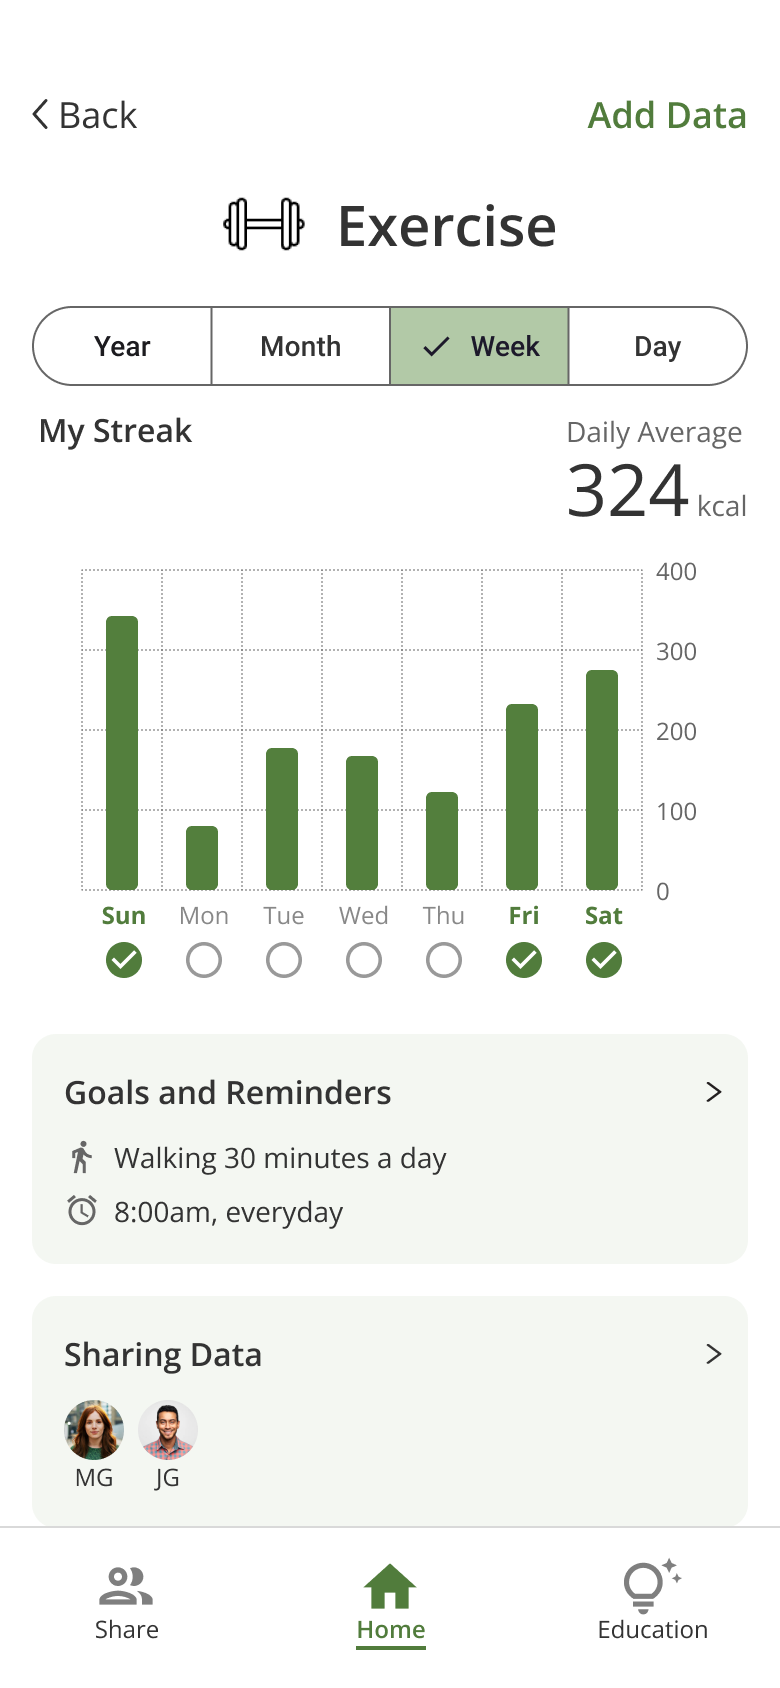 Back
Add Data
Exercise
Year Month Week Day
My Streak
Daily Average
324 kcal
400
300
200
100
0
Sun Mon Tue Wed Thu Fri Sat
Goals and Reminders
Walking 30 minutes a day
8:00am, everyday
Sharing Data
MG JG
Share Home Education